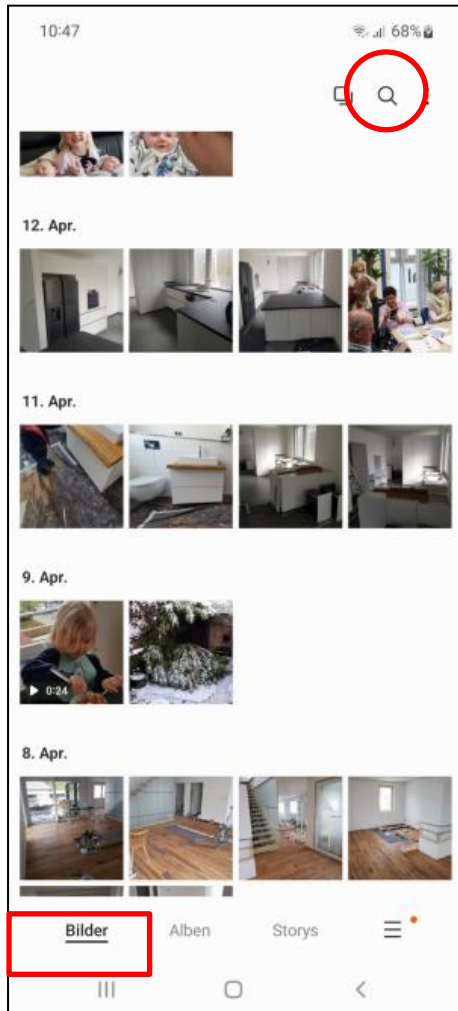 10:47 68%
12. Apr.
11. Apr.
9. Apr.
0:24
8. Apr.
Bilder Alben Storys